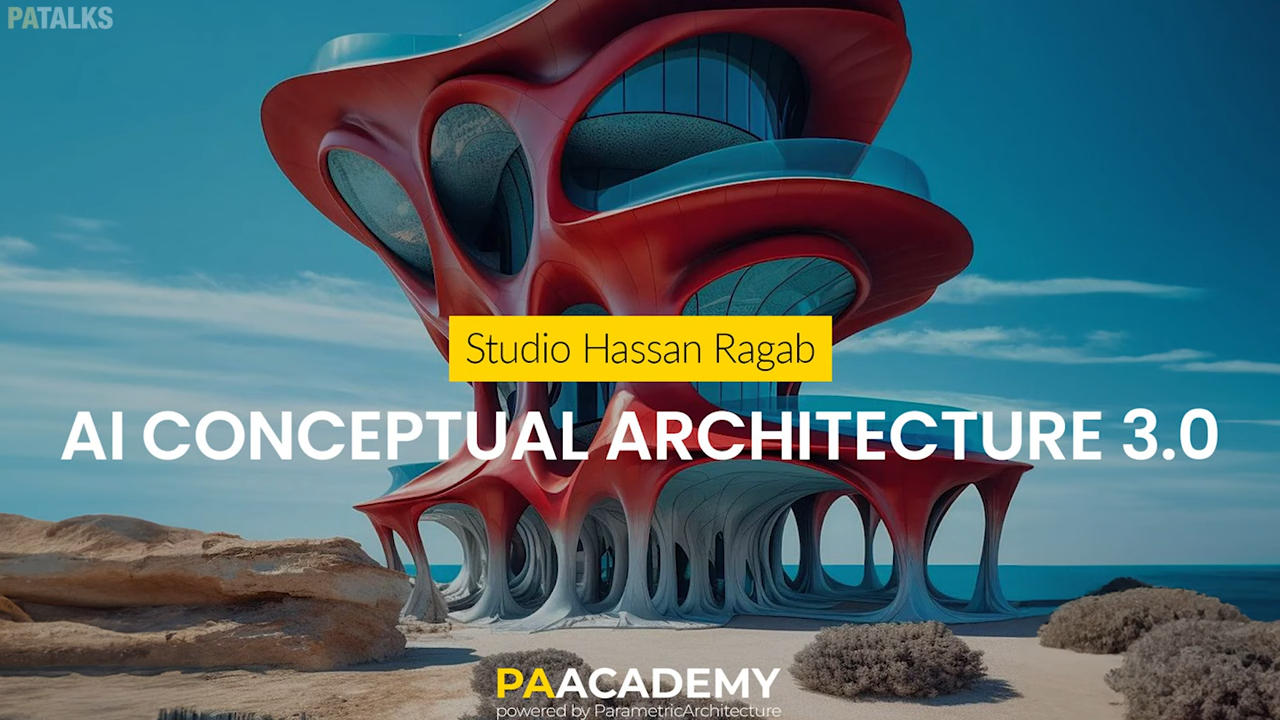 PATALKS
Studio Hassan Ragab
AI CONCEPTUAL ARCHITECTURE 3.0
PAACADEMY
powered by ParametricArchitecture